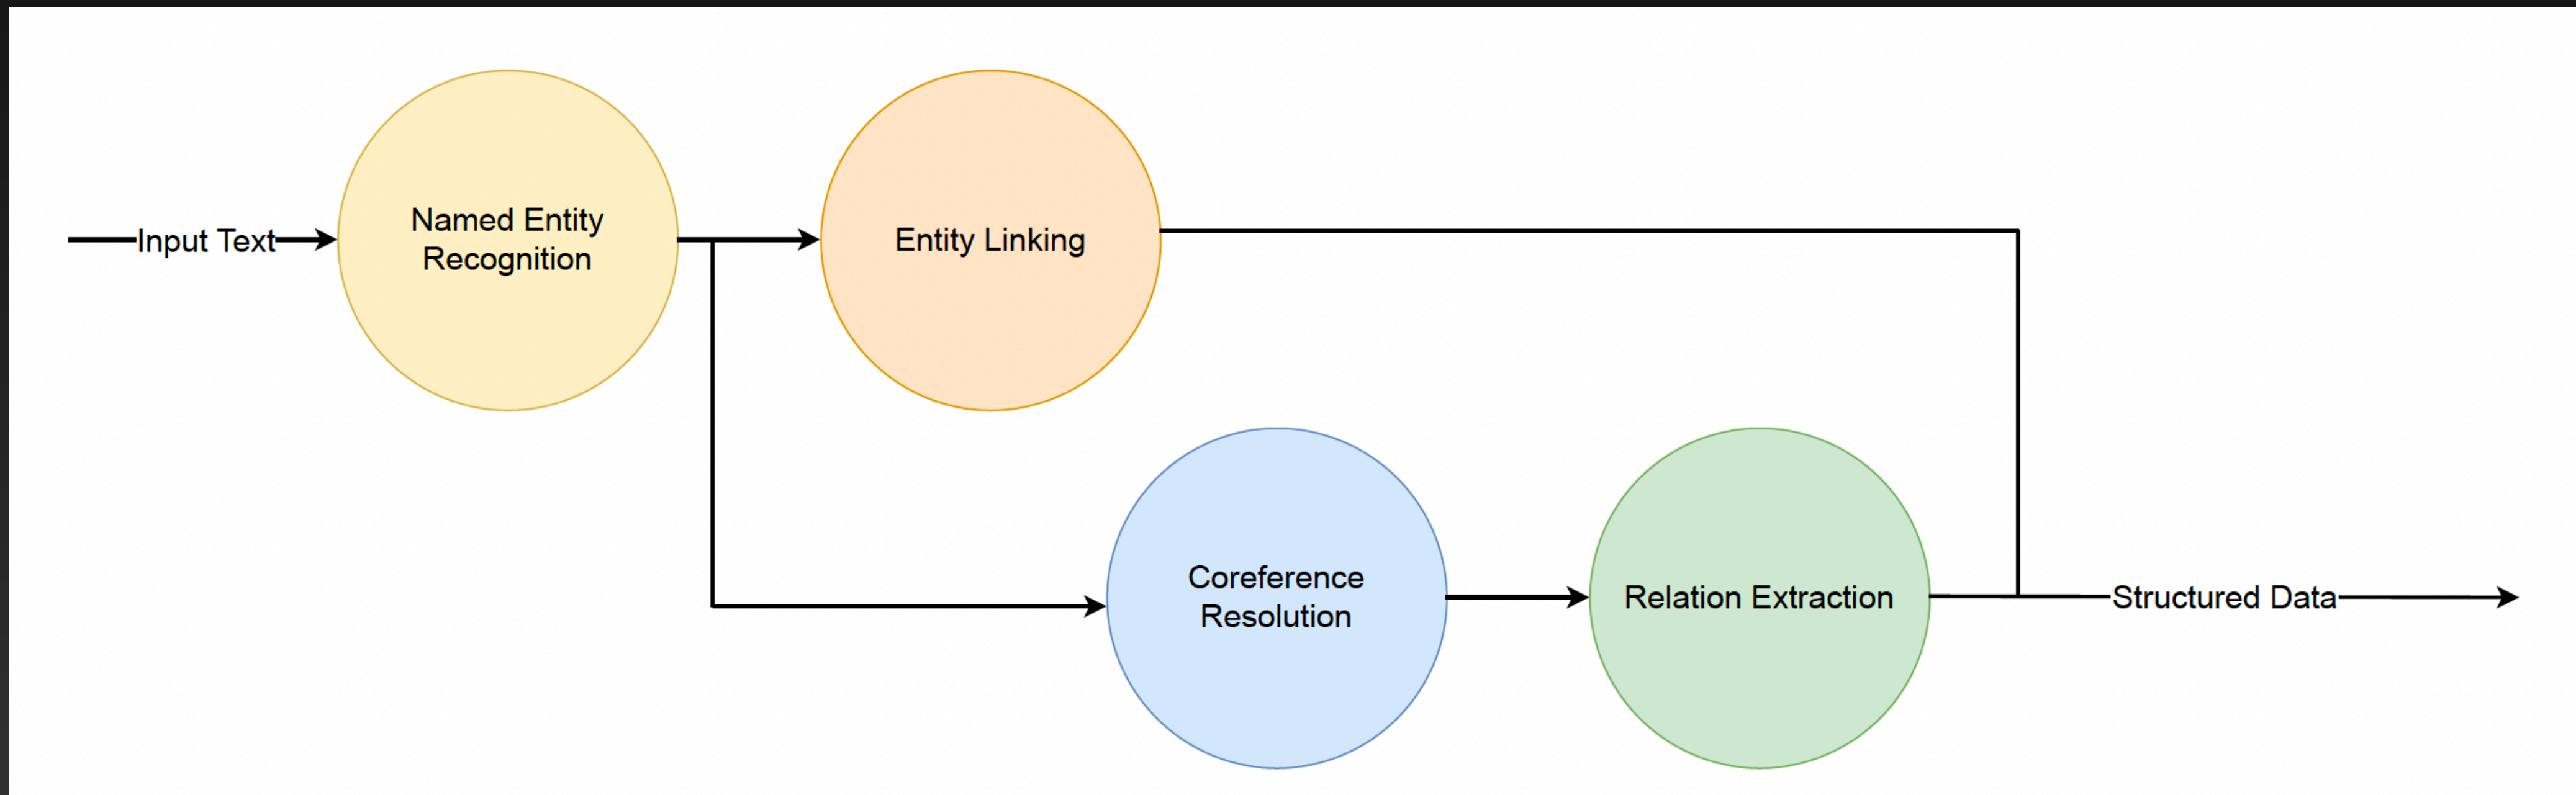 Input Text
Named Entity
Recognition
Entity Linking
Coreference
Resolution
Relation Extraction
Structured Data